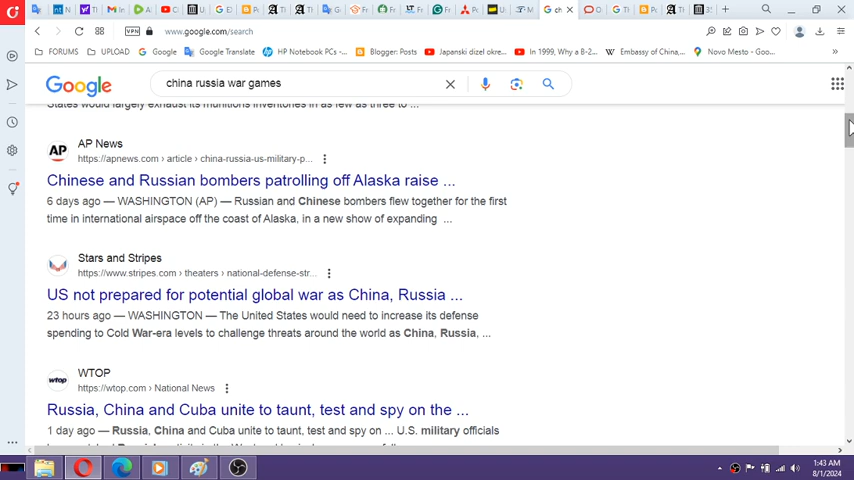 www.google.com/search
VPN
FORUMS
UPLOAD
Google
Google Translate
HP Notebook PCs -...
Blogger: Posts
Japanski dizel okre...
In 1999, Why a B-2...
Embassy of China,...
Novo Mesto - Goo...
Google
china russia war games
States would largely exhaust its munitions inventories in as few as three to ...
AP
AP News
https://apnews.com › article › china-russia-us-military-p...
Chinese and Russian bombers patrolling off Alaska raise ...
6 days ago — WASHINGTON (AP) — Russian and Chinese bombers flew together for the first
time in international airspace off the coast of Alaska, in a new show of expanding ...
Stars and Stripes
https://www.stripes.com › theaters › national-defense-str...
US not prepared for potential global war as China, Russia ...
23 hours ago — WASHINGTON — The United States would need to increase its defense
spending to Cold War-era levels to challenge threats around the world as China, Russia, ...
wtop
WTOP
https://wtop.com › National News
Russia, China and Cuba unite to taunt, test and spy on the ...
1 day ago — Russia, China and Cuba unite to taunt, test and spy on ... U.S. military officials
1:43 AM
8/1/2024